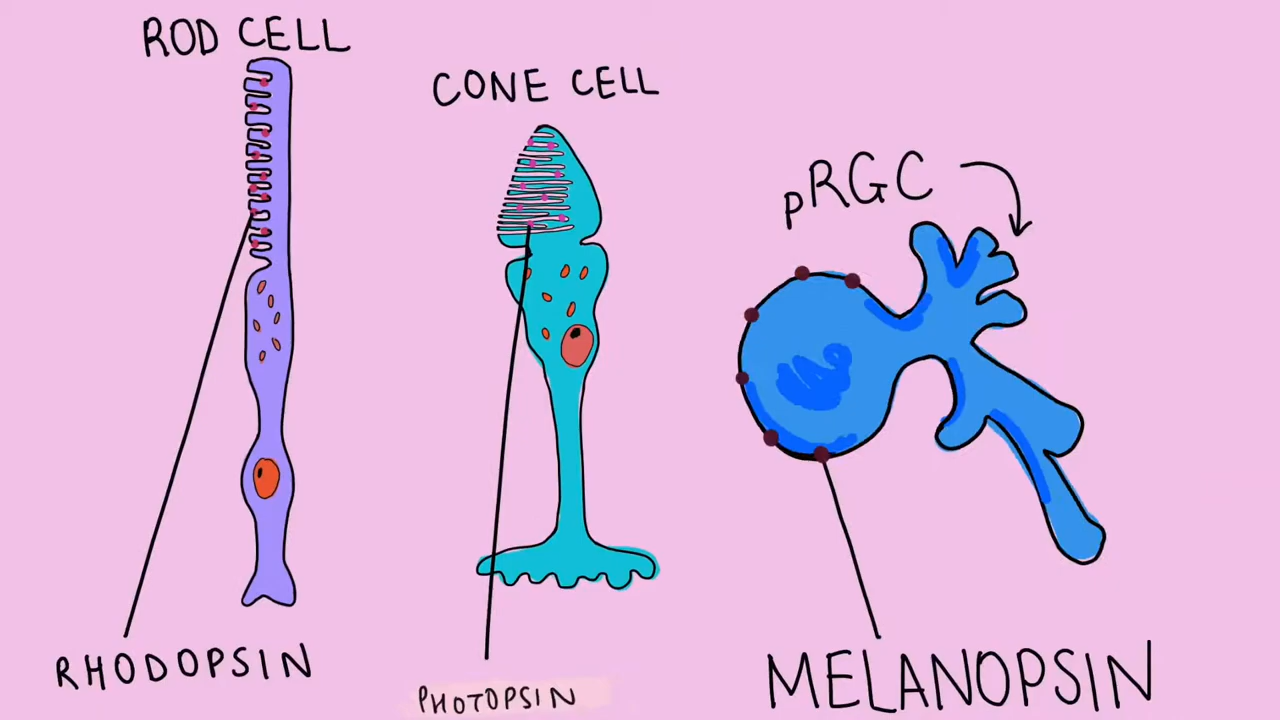 ROD CELL
CONE CELL
pRGC
RHODOPSIN
PHOTOPSIN
MELANOPSIN